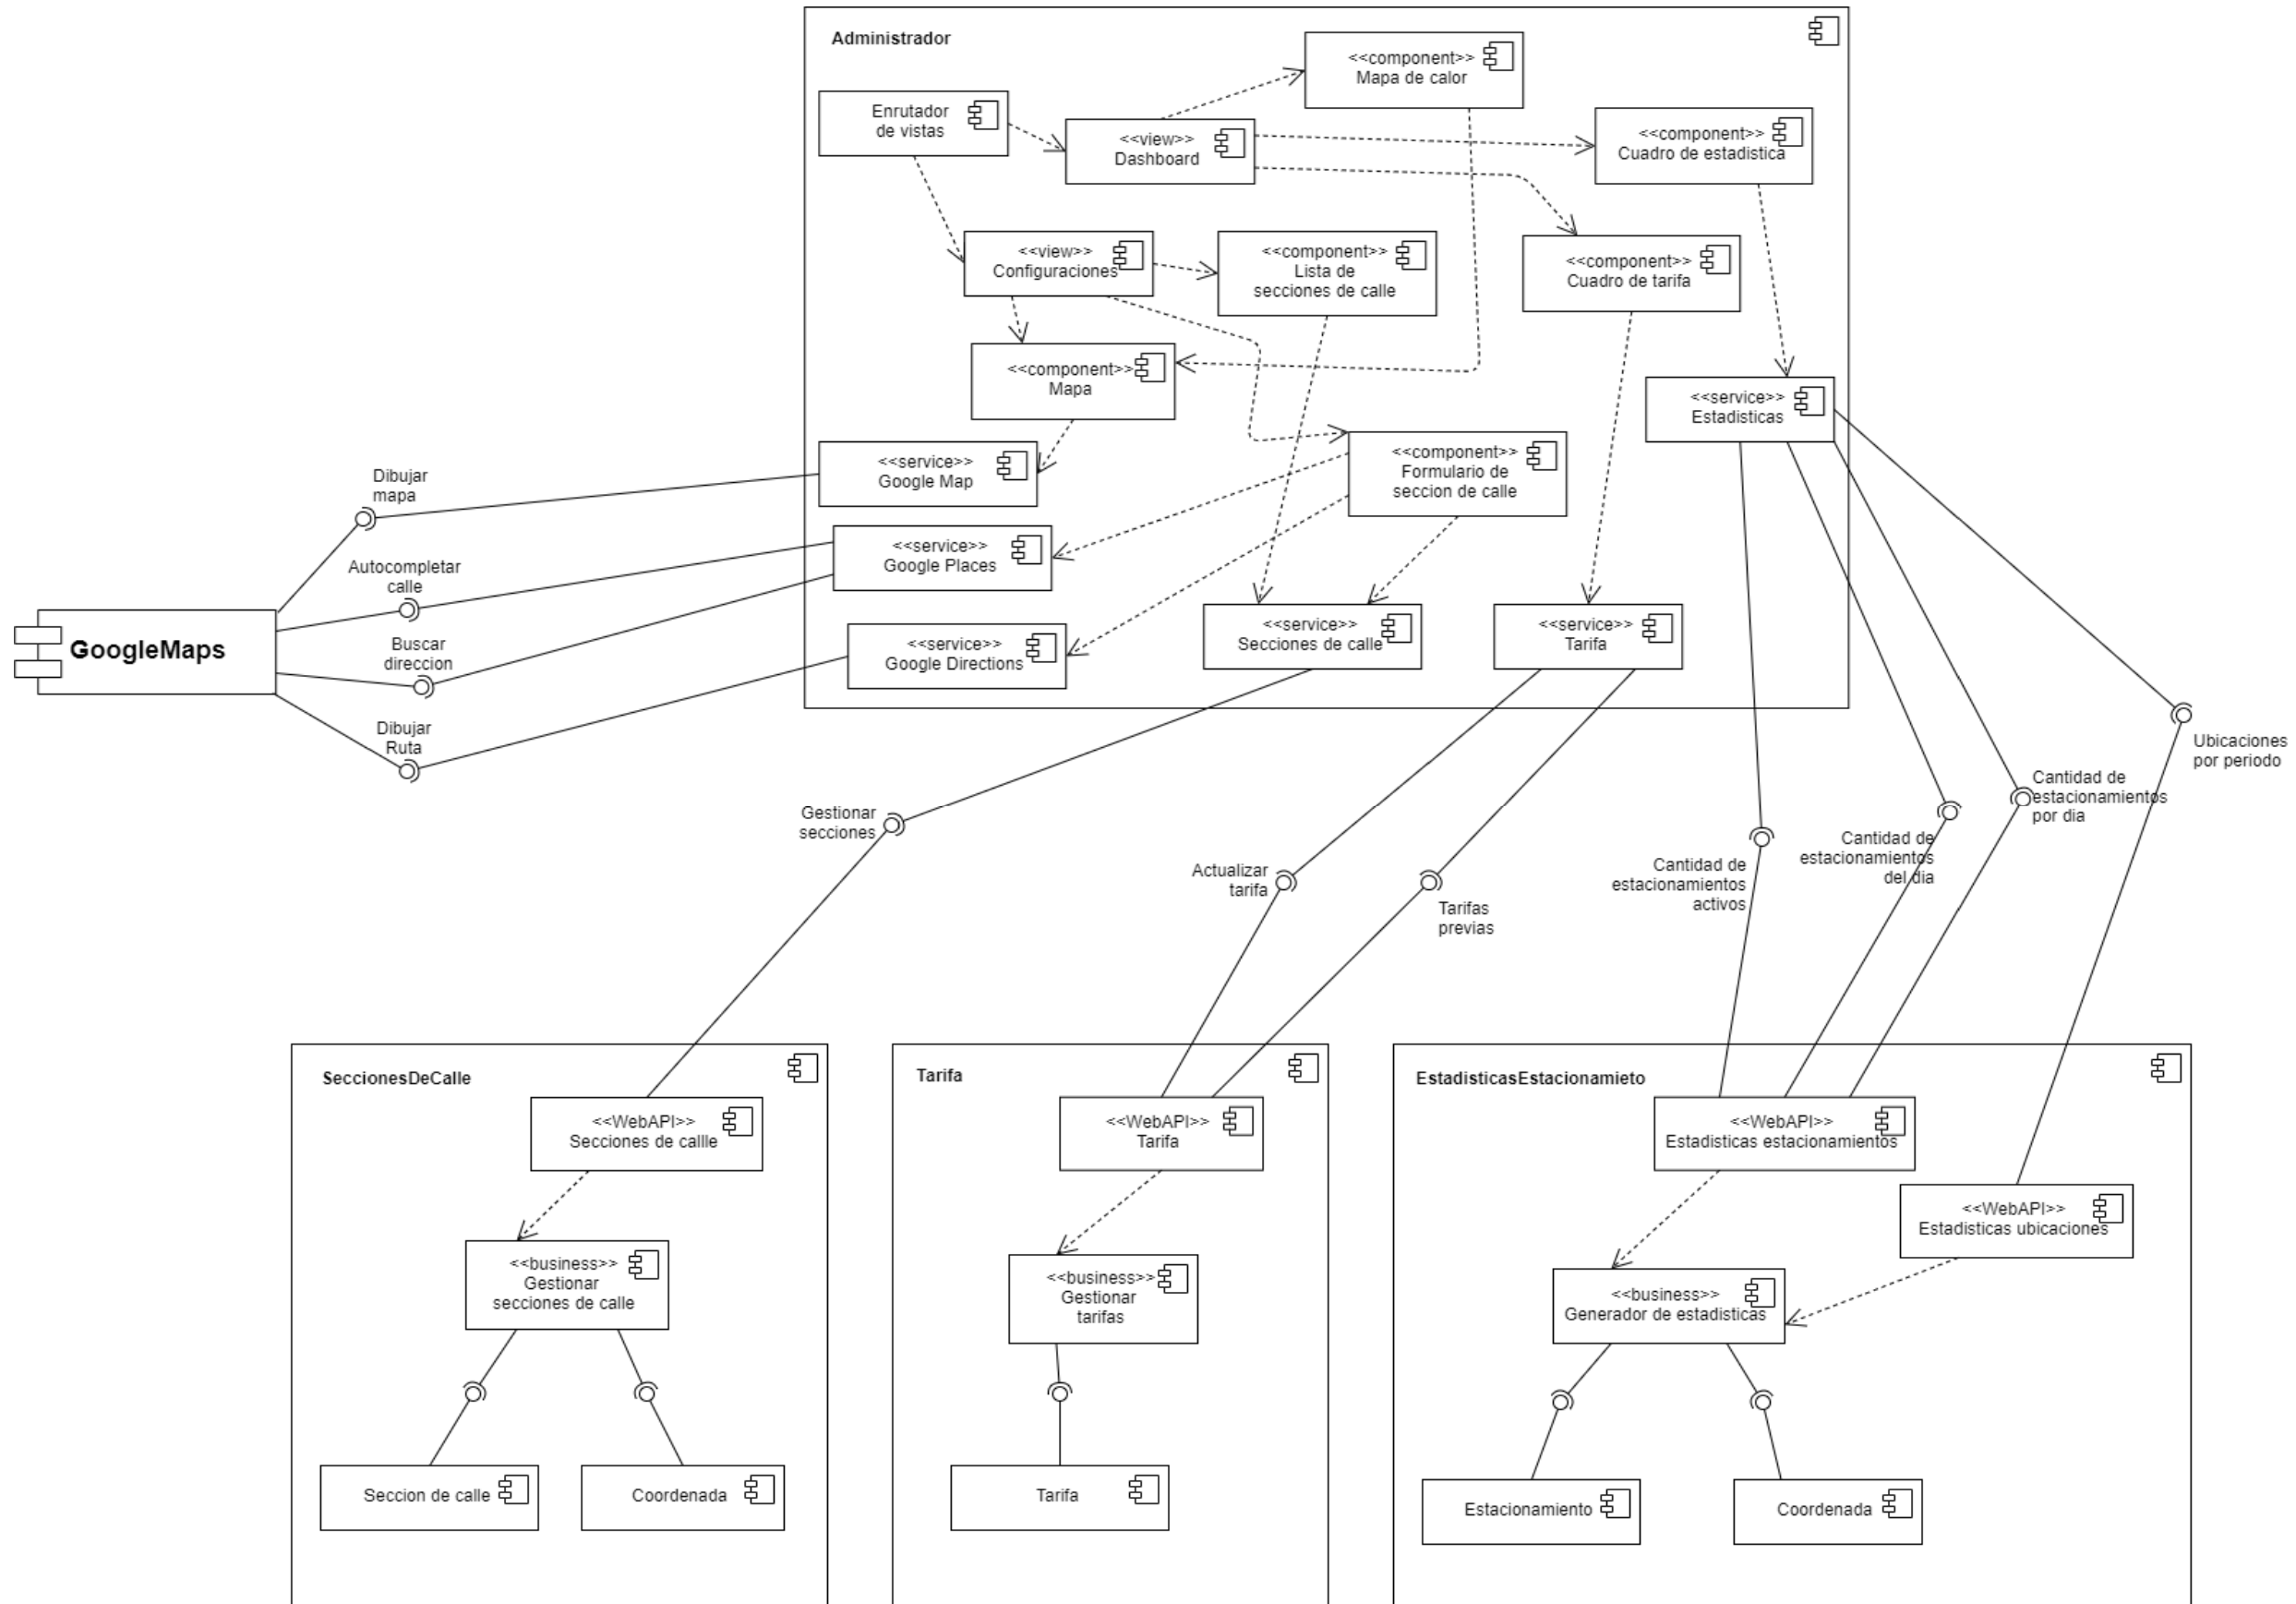 Administrador
<<component>>
Mapa de calor
Enrutador
de vistas
<<view>>
Dashboard
<<component>>
Cuadro de estadistica
<<view>>
Configuraciones
<<component>>
Lista de
secciones de calle
<<component>>
Cuadro de tarifa
<<component>>
Mapa
<<service>>
Estadisticas
<<service>>
Google Map
<<component>>
Formulario de
seccion de calle
<<service>>
Google Places
<<service>>
Google Directions
<<service>>
Secciones de calle
<<service>>
Tarifa
Dibujar
mapa
Autocompletar
calle
Buscar
direccion
Dibujar
Ruta
GoogleMaps
Gestionar
secciones
Actualizar
tarifa
Tarifas
previas
Cantidad de
estacionamientos
activos
Cantidad de
estacionamientos
del dia
Cantidad de
estacionamientos
por dia
Ubicaciones
por periodo
SeccionesDeCalle
<<WebAPI>>
Secciones de callle
<<business>>
Gestionar
secciones de calle
Seccion de calle
Coordenada
Tarifa
<<WebAPI>>
Tarifa
<<business>>
Gestionar
tarifas
Tarifa
EstadisticasEstacionamieto
<<WebAPI>>
Estadisticas estacionamientos
<<WebAPI>>
Estadisticas ubicaciones
<<business>>
Generador de estadisticas
Estacionamiento
Coordenada